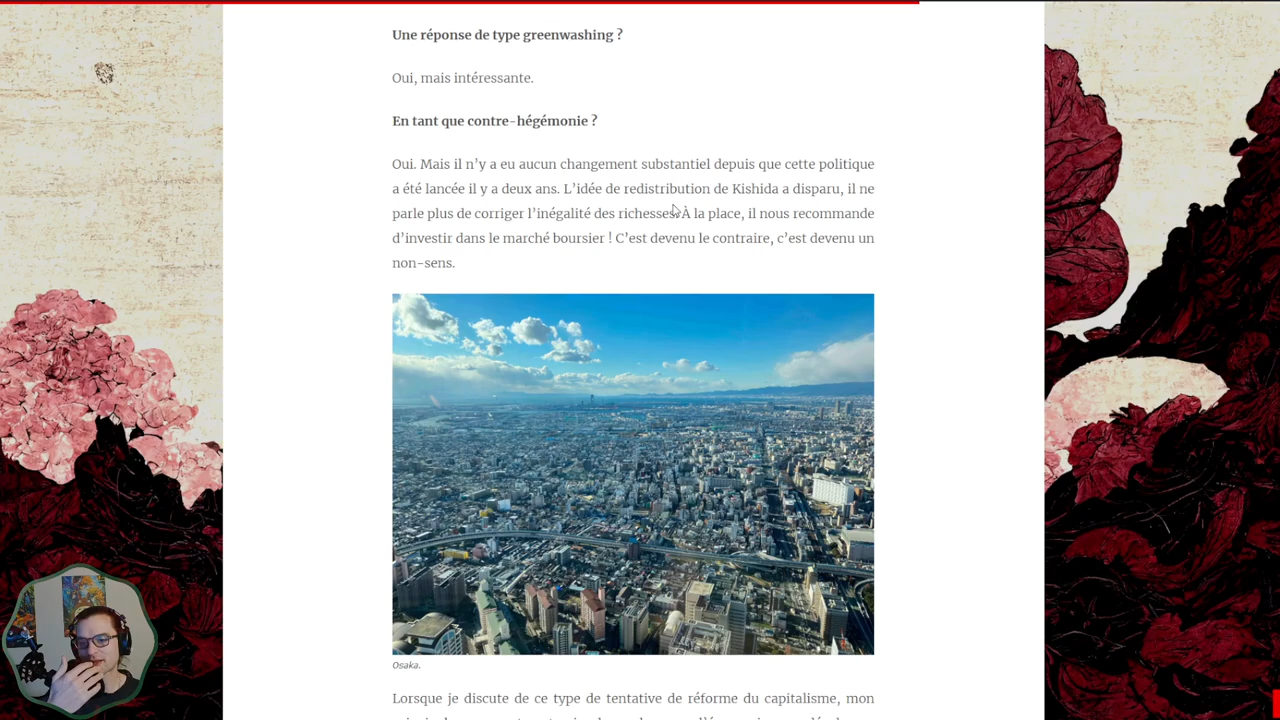 Une réponse de type greenwashing ?
Oui, mais intéressante.
En tant que contre-hégémonie ?
Oui. Mais il n’y a eu aucun changement substantiel depuis que cette politique
a été lancée il y a deux ans. L’idée de redistribution de Kishida a disparu, il ne
parle plus de corriger l’inégalité des richesses. À la place, il nous recommande
d’investir dans le marché boursier ! C’est devenu le contraire, c’est devenu un
non-sens.
Osaka.
Lorsque je discute de ce type de tentative de réforme du capitalisme, mon